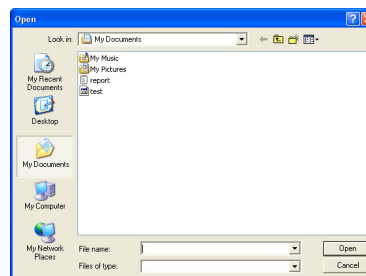 Open
Look in: My Documents
My Music
My Pictures
report
test
My Recent
Documents
Desktop
My Documents
My Computer
My Network
Places
File name:
Open
Files of type:
Cancel